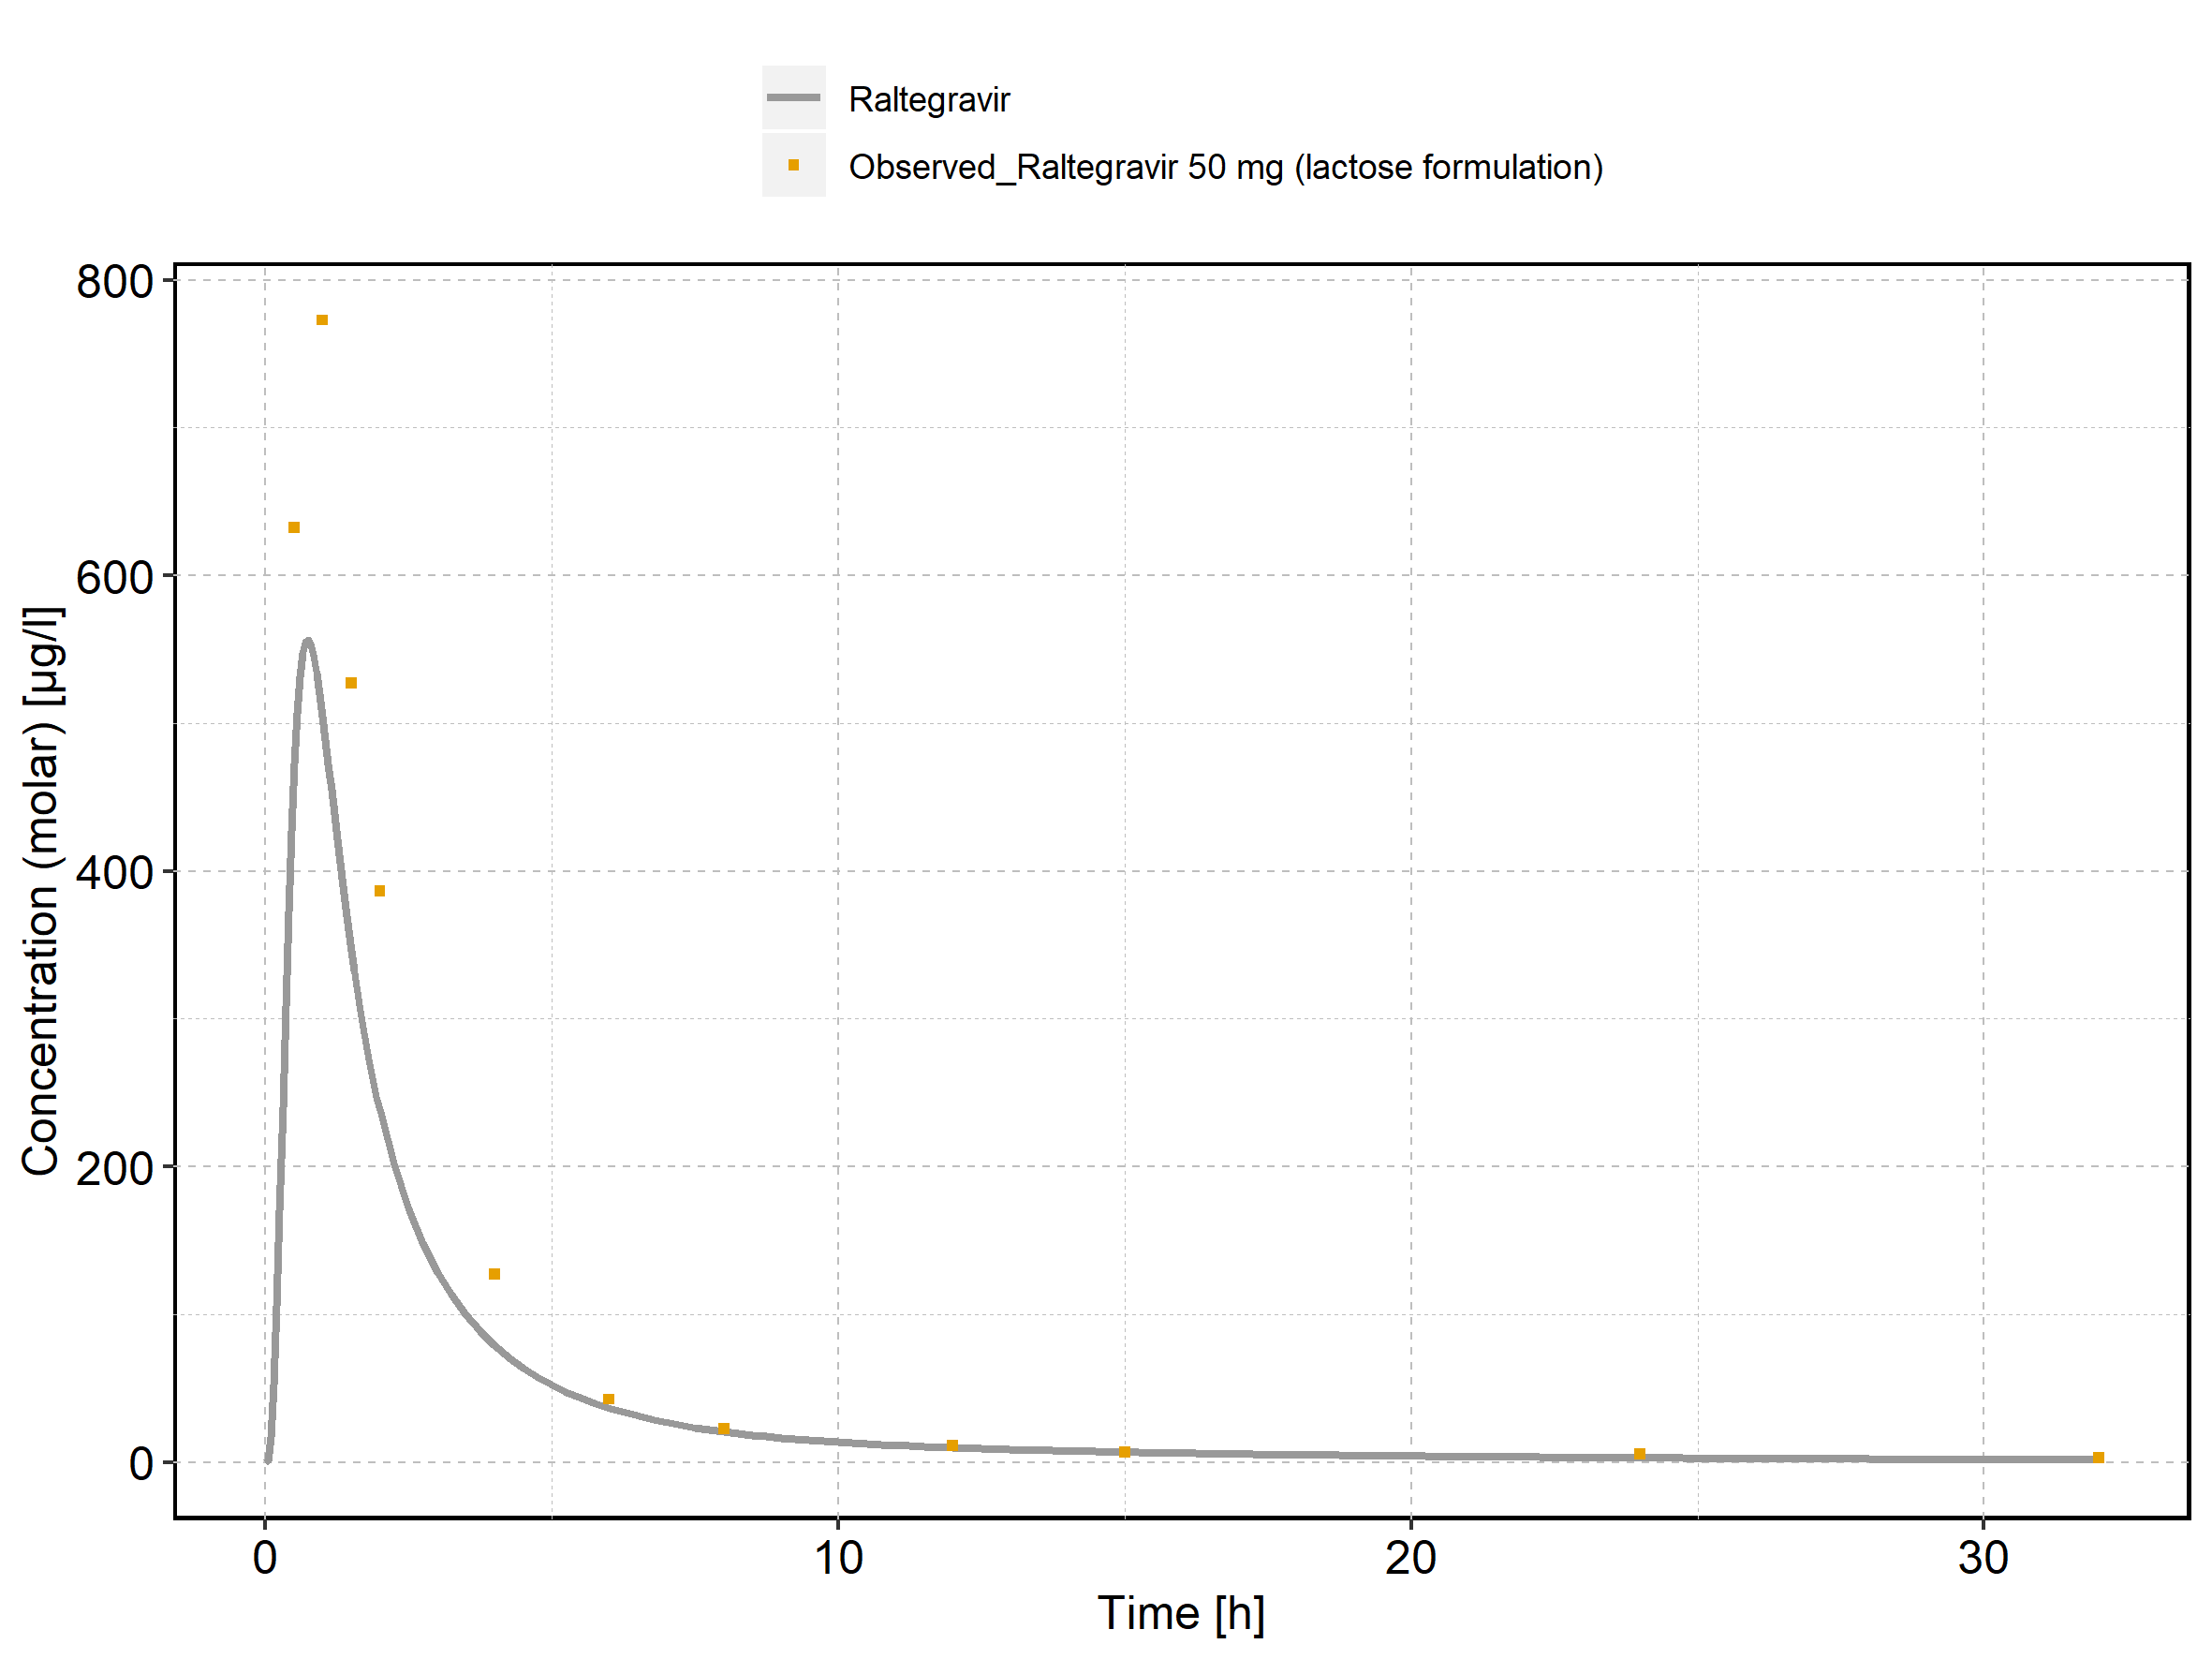 Raltegravir
Observed_Raltegravir 50 mg (lactose formulation)
Concentration (molar) [µg/l]
800
600
400
200
0
0 10 20 30
Time [h]